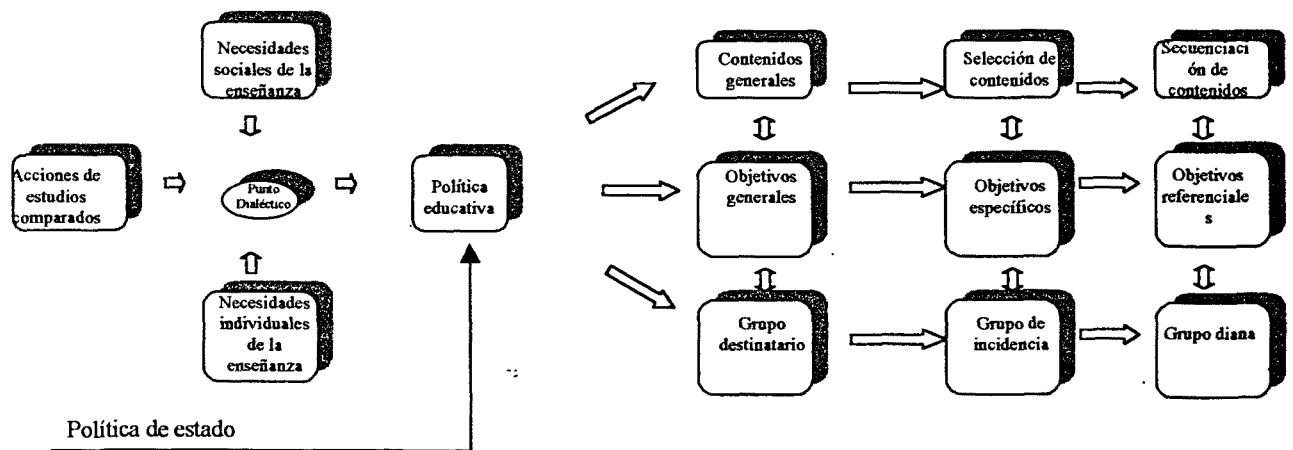 Necesidades
sociales de la
enseñanza
Acciones de
estudios
comparados
Punto
Dialéctico
Política
educativa
Necesidades
individuales
de la
enseñanza
Política de estado
Contenidos
generales
Selección de
contenidos
Secuenciaci
ón de
contenidos
Objetivos
generales
Objetivos
específicos
Objetivos
referenciale
s
Grupo
destinatario
Grupo de
incidencia
Grupo diana